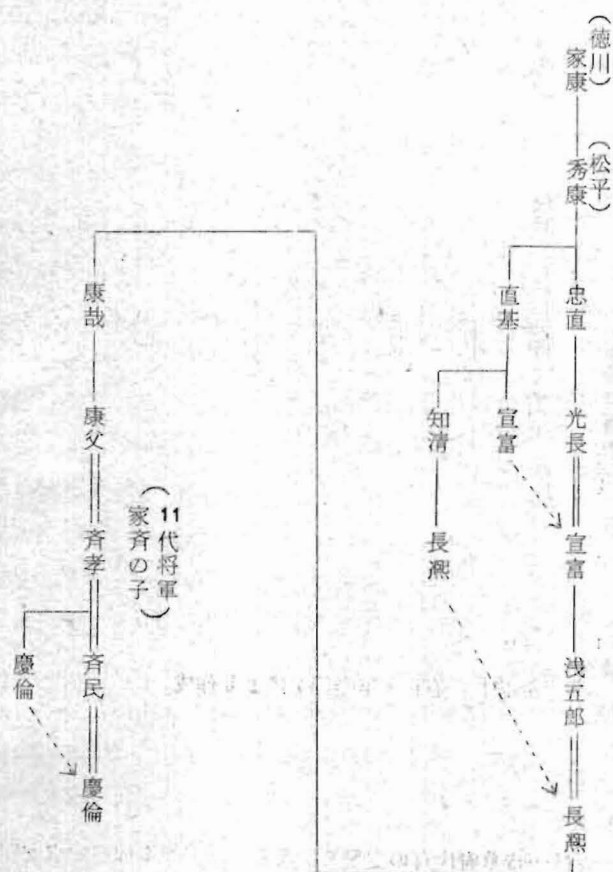 (徳川)
家康
(松平)
秀康
忠直
光長
宣富
浅五郎
長凞
直基
宣富
知清
長凞
康哉
康父
斉孝
斉民
慶倫
(11代将軍
家斉の子)
慶倫